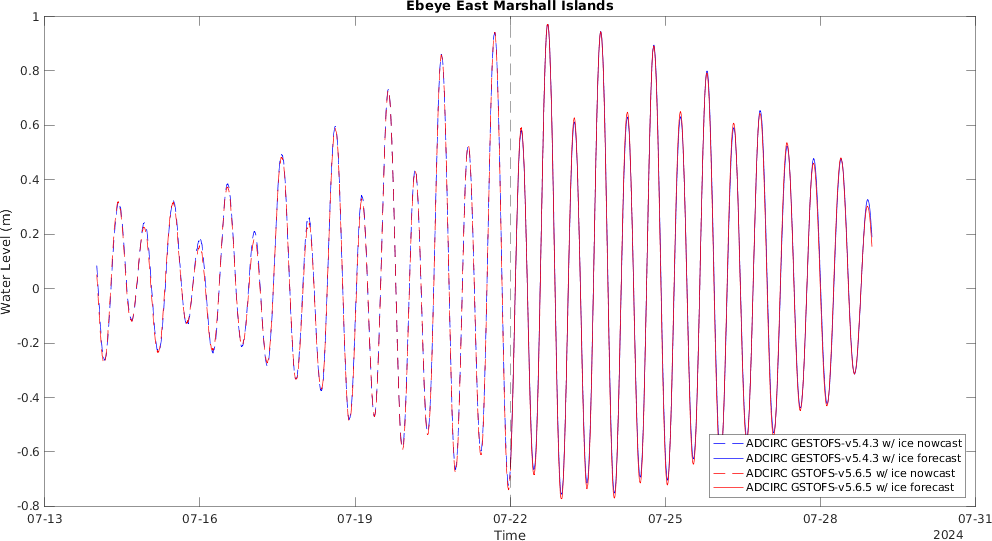 Ebeye East Marshall Islands
1
0.8
0.6
0.4
0.2
0
-0.2
-0.4
-0.6
-0.8
Water Level (m)
ADCIRC GESTOFS-v5.4.3 w/ ice nowcast
ADCIRC GESTOFS-v5.4.3 w/ ice forecast
ADCIRC GSTOFS-v5.6.5 w/ ice nowcast
ADCIRC GSTOFS-v5.6.5 w/ ice forecast
07-13 07-16 07-19 07-22 07-25 07-28 07-31
Time
2024